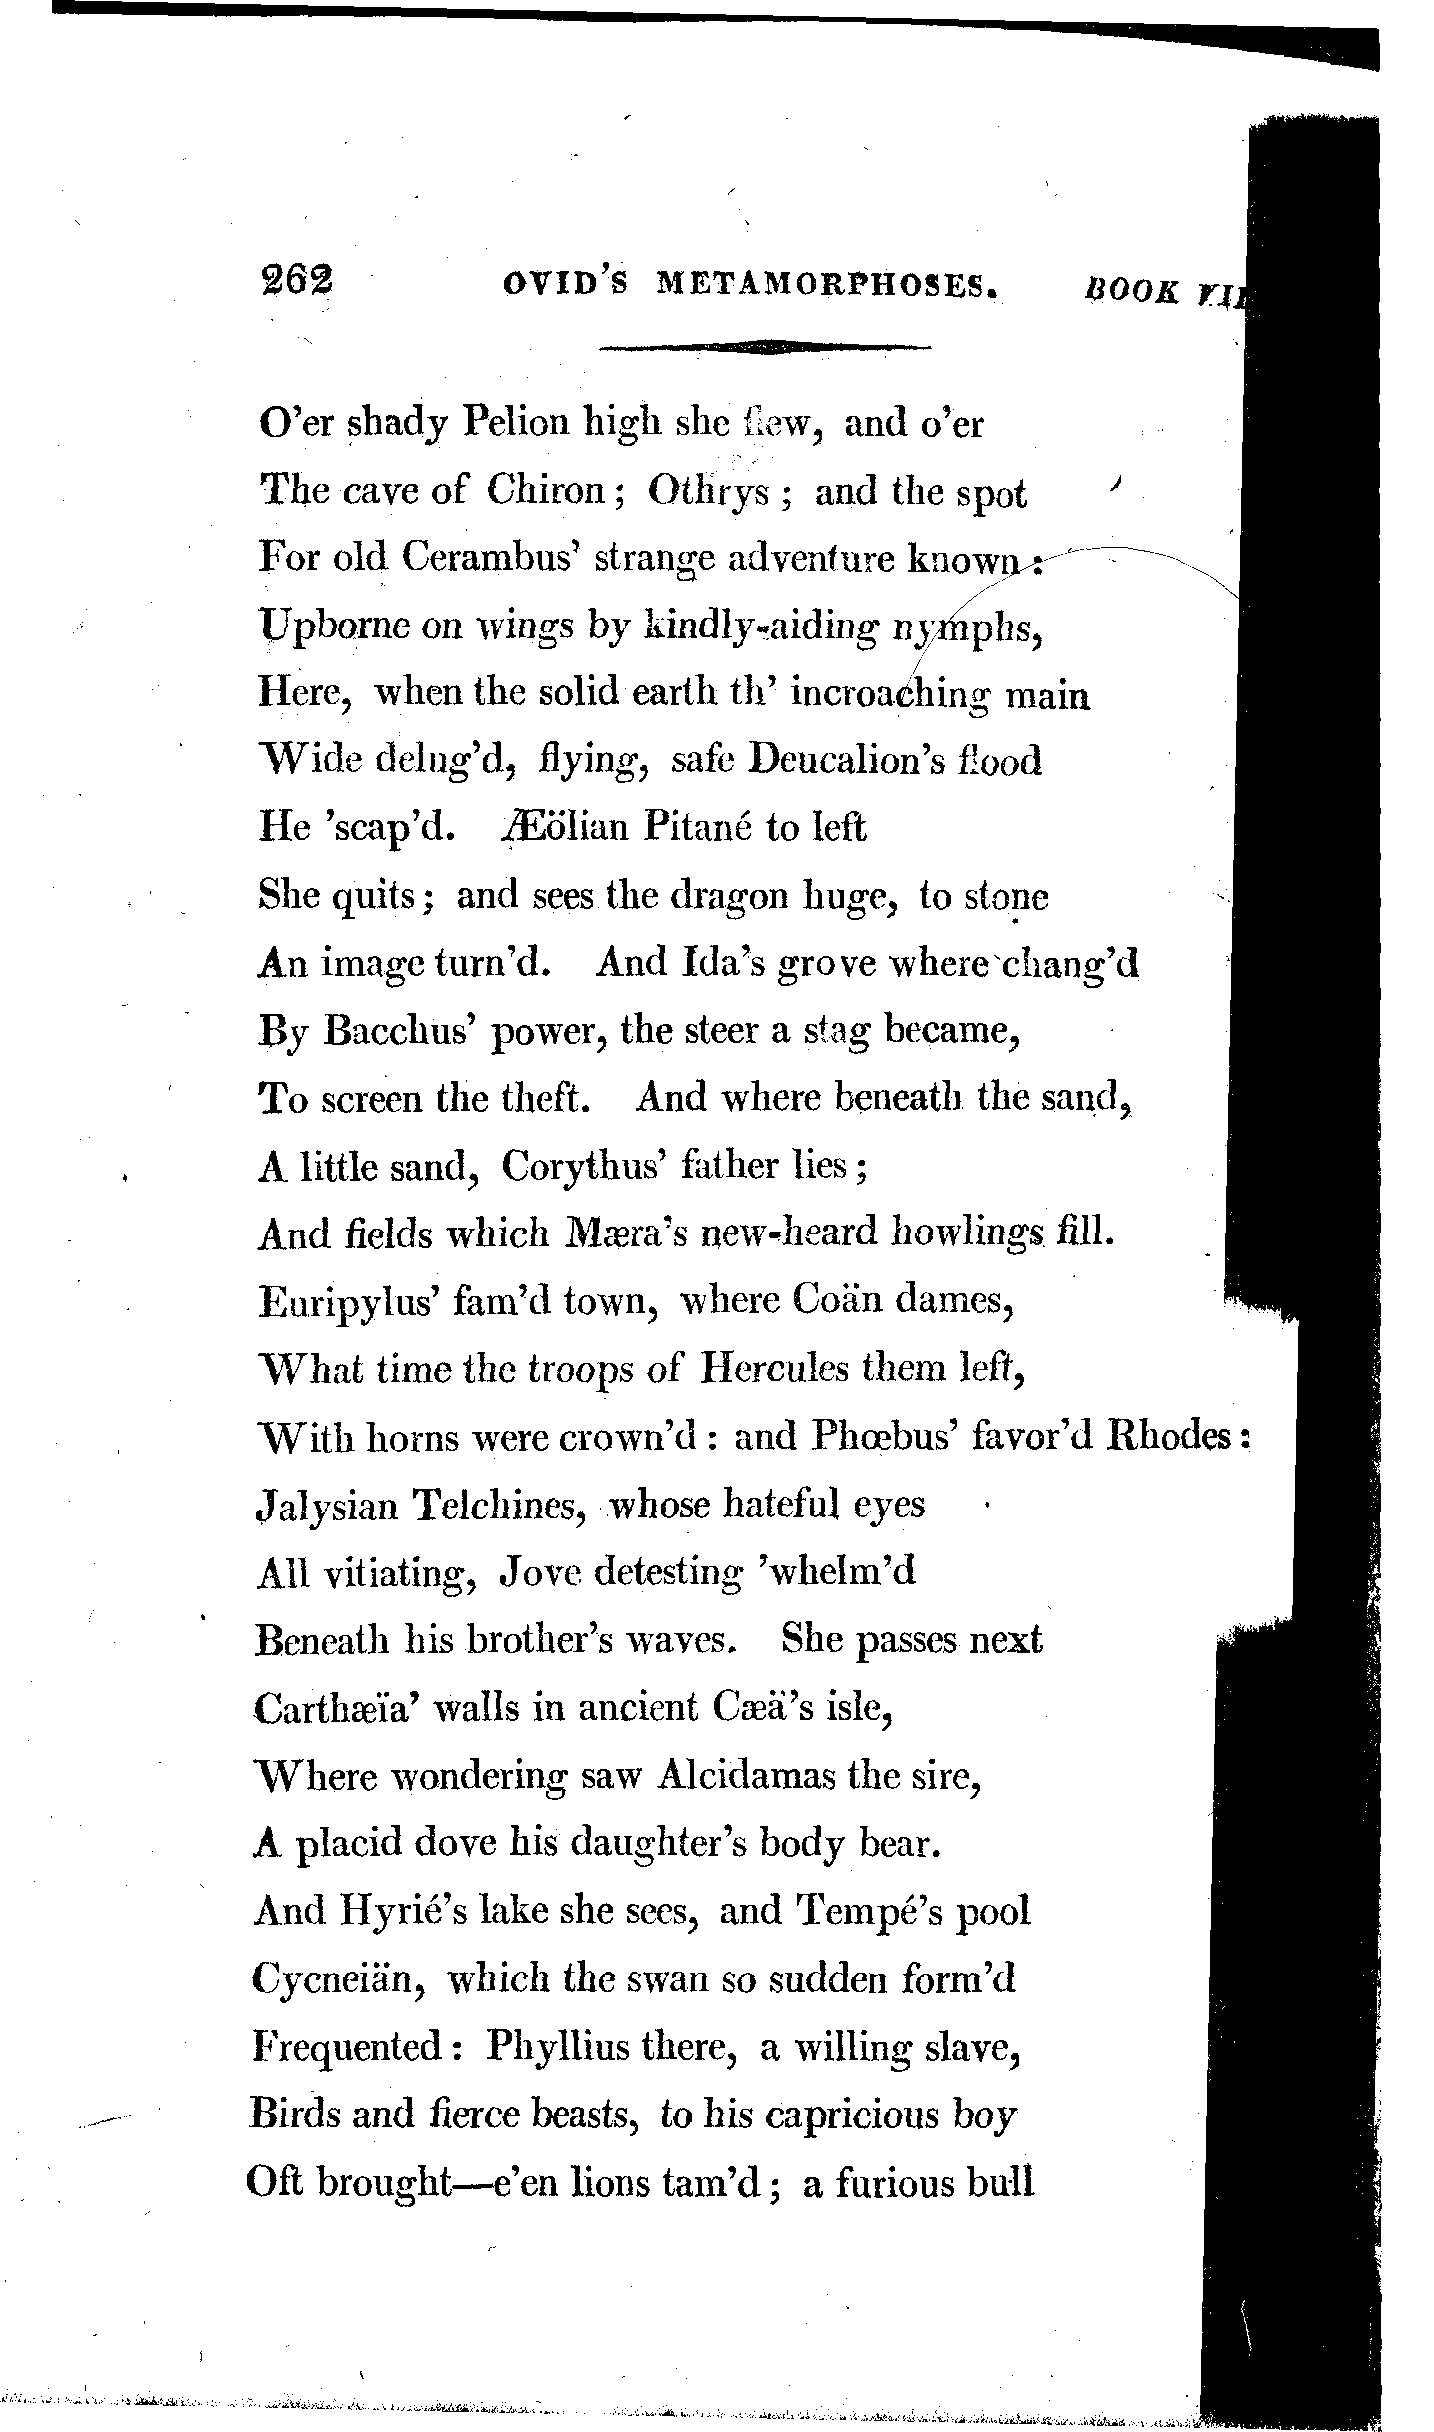 262 OVID'S METAMORPHOSES. BOOK VII
O'er shady Pelion high she flew, and o'er
The cave of Chiron; Othrys; and the spot
For old Cerambus' strange adventure known:
Upborne on wings by kindly-aiding nymphs,
Here, when the solid earth th' incroaching main
Wide delug'd, flying, safe Deucalion's flood
He 'scap'd. Æölian Pitané to left
She quits; and sees the dragon huge, to stone
An image turn'd. And Ida's grove where chang'd
By Bacchus' power, the steer a stag became,
To screen the theft. And where beneath the sand,
A little sand, Corythus' father lies;
And fields which Mæra's new-heard howlings fill.
Euripylus' fam'd town, where Coän dames,
What time the troops of Hercules them left,
With horns were crown'd: and Phœbus' favor'd Rhodes:
Jalysian Telchines, whose hateful eyes
All vitiating, Jove detesting 'whelm'd
Beneath his brother's waves. She passes next
Carthæïa' walls in ancient Cæä's isle,
Where wondering saw Alcidamas the sire,
A placid dove his daughter's body bear.
And Hyrié's lake she sees, and Tempé's pool
Cycneiän, which the swan so sudden form'd
Frequented: Phyllius there, a willing slave,
Birds and fierce beasts, to his capricious boy
Oft brought—e'en lions tam'd; a furious bull